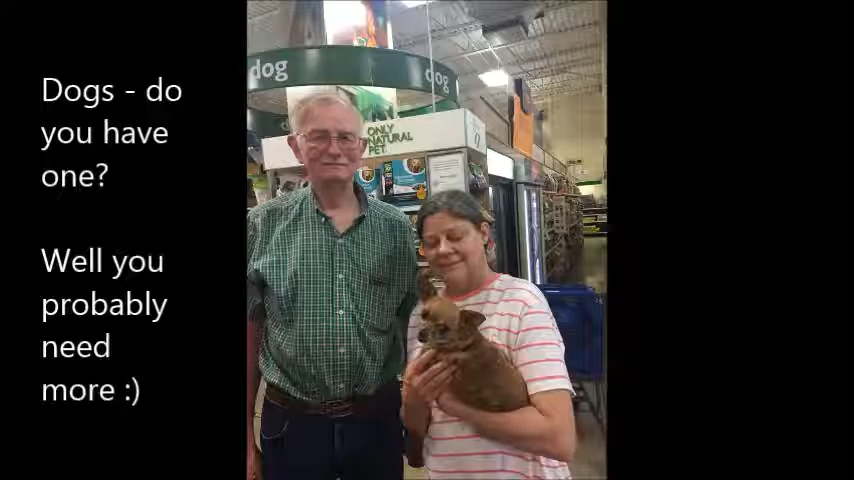 Dogs - do
you have
one?
Well you
probably
need
more :)
dog
dog
ONLY
NATURAL
PET